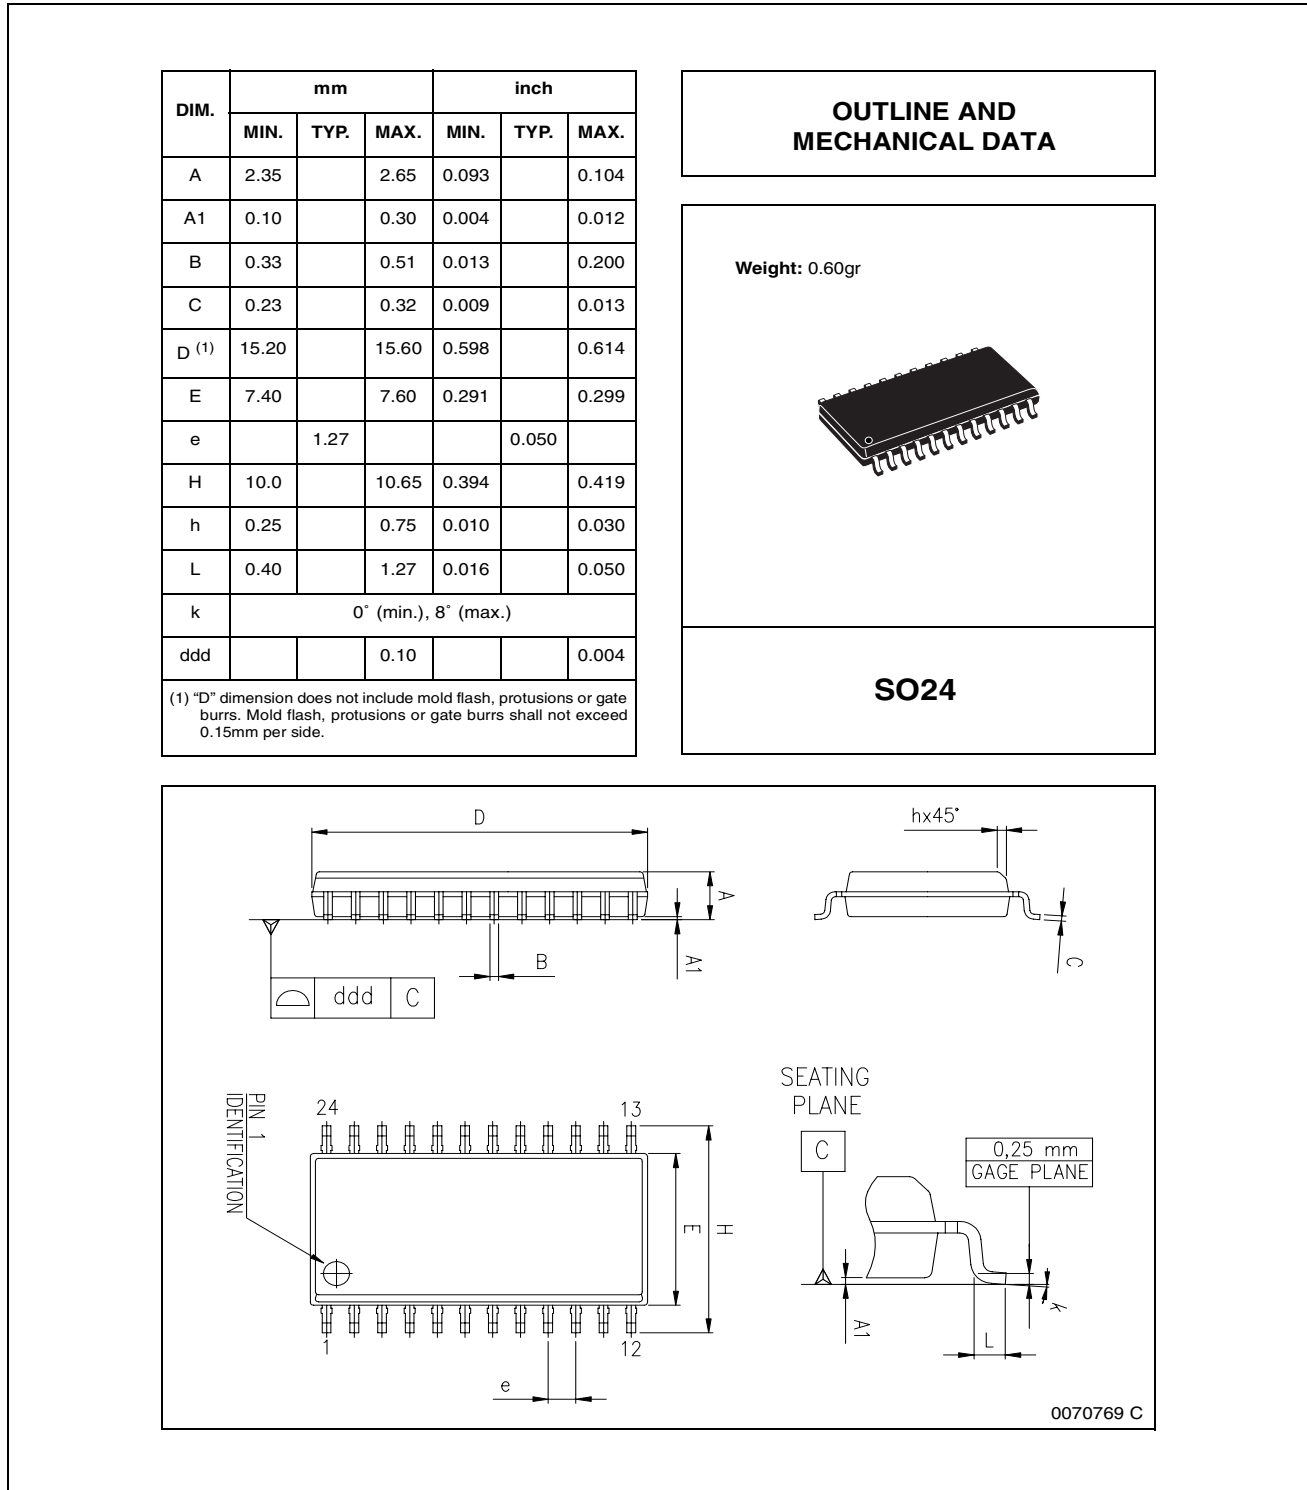 DIM. mm inch
MIN. TYP. MAX. MIN. TYP. MAX.
A 2.35 2.65 0.093 0.104
A1 0.10 0.30 0.004 0.012
B 0.33 0.51 0.013 0.200
C 0.23 0.32 0.009 0.013
D (1) 15.20 15.60 0.598 0.614
E 7.40 7.60 0.291 0.299
e 1.27 0.050
H 10.0 10.65 0.394 0.419
h 0.25 0.75 0.010 0.030
L 0.40 1.27 0.016 0.050
k 0˚ (min.), 8˚ (max.)
ddd 0.10 0.004
(1) “D” dimension does not include mold flash, protusions or gate
burrs. Mold flash, protusions or gate burrs shall not exceed
0.15mm per side.
OUTLINE AND
MECHANICAL DATA
Weight: 0.60gr
SO24
D
hx45°
A
B
A1
C
ddd C
PIN 1
IDENTIFICATION
24 13
E
H
1 12
e
SEATING
PLANE
C
0,25 mm
GAGE PLANE
k
A1
L
0070769 C